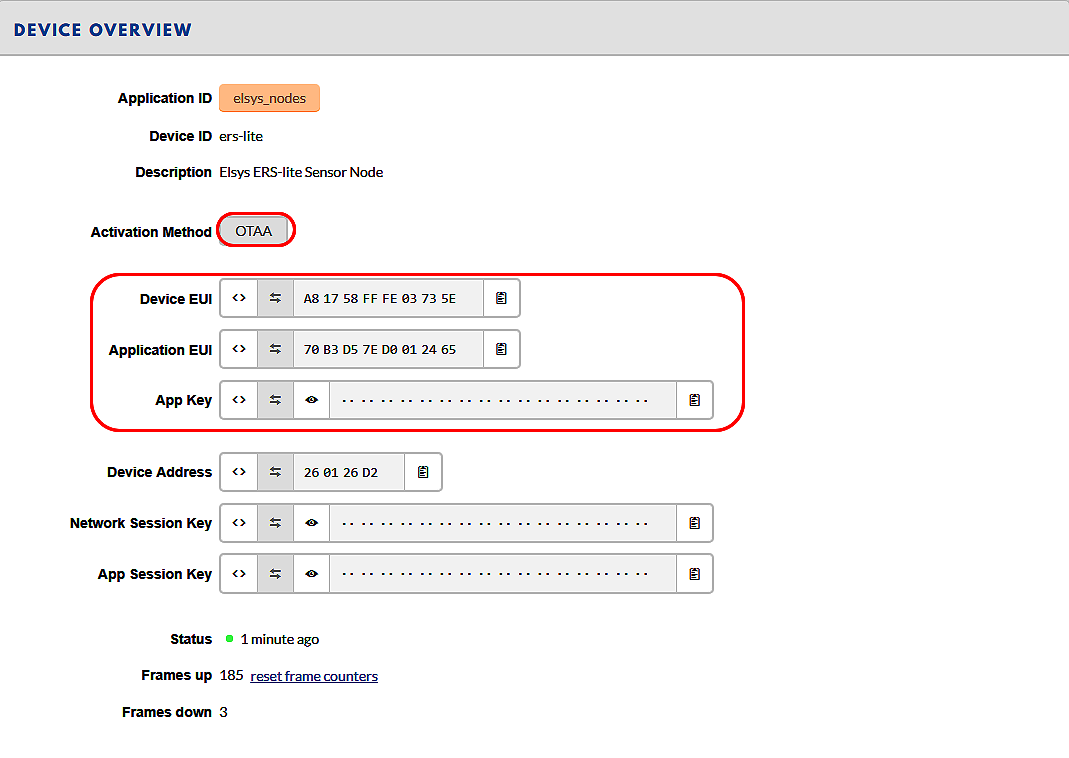 DEVICE OVERVIEW
Application ID elsys_nodes
Device ID ers-lite
Description Elsys ERS-lite Sensor Node
Activation Method OTAA
Device EUI <> A8 17 58 FF FE 03 73 5E
Application EUI <> 70 B3 D5 7E D0 01 24 65
App Key <>
Device Address <> 26 01 26 D2
Network Session Key <>
App Session Key <>
Status 1 minute ago
Frames up 185 reset frame counters
Frames down 3